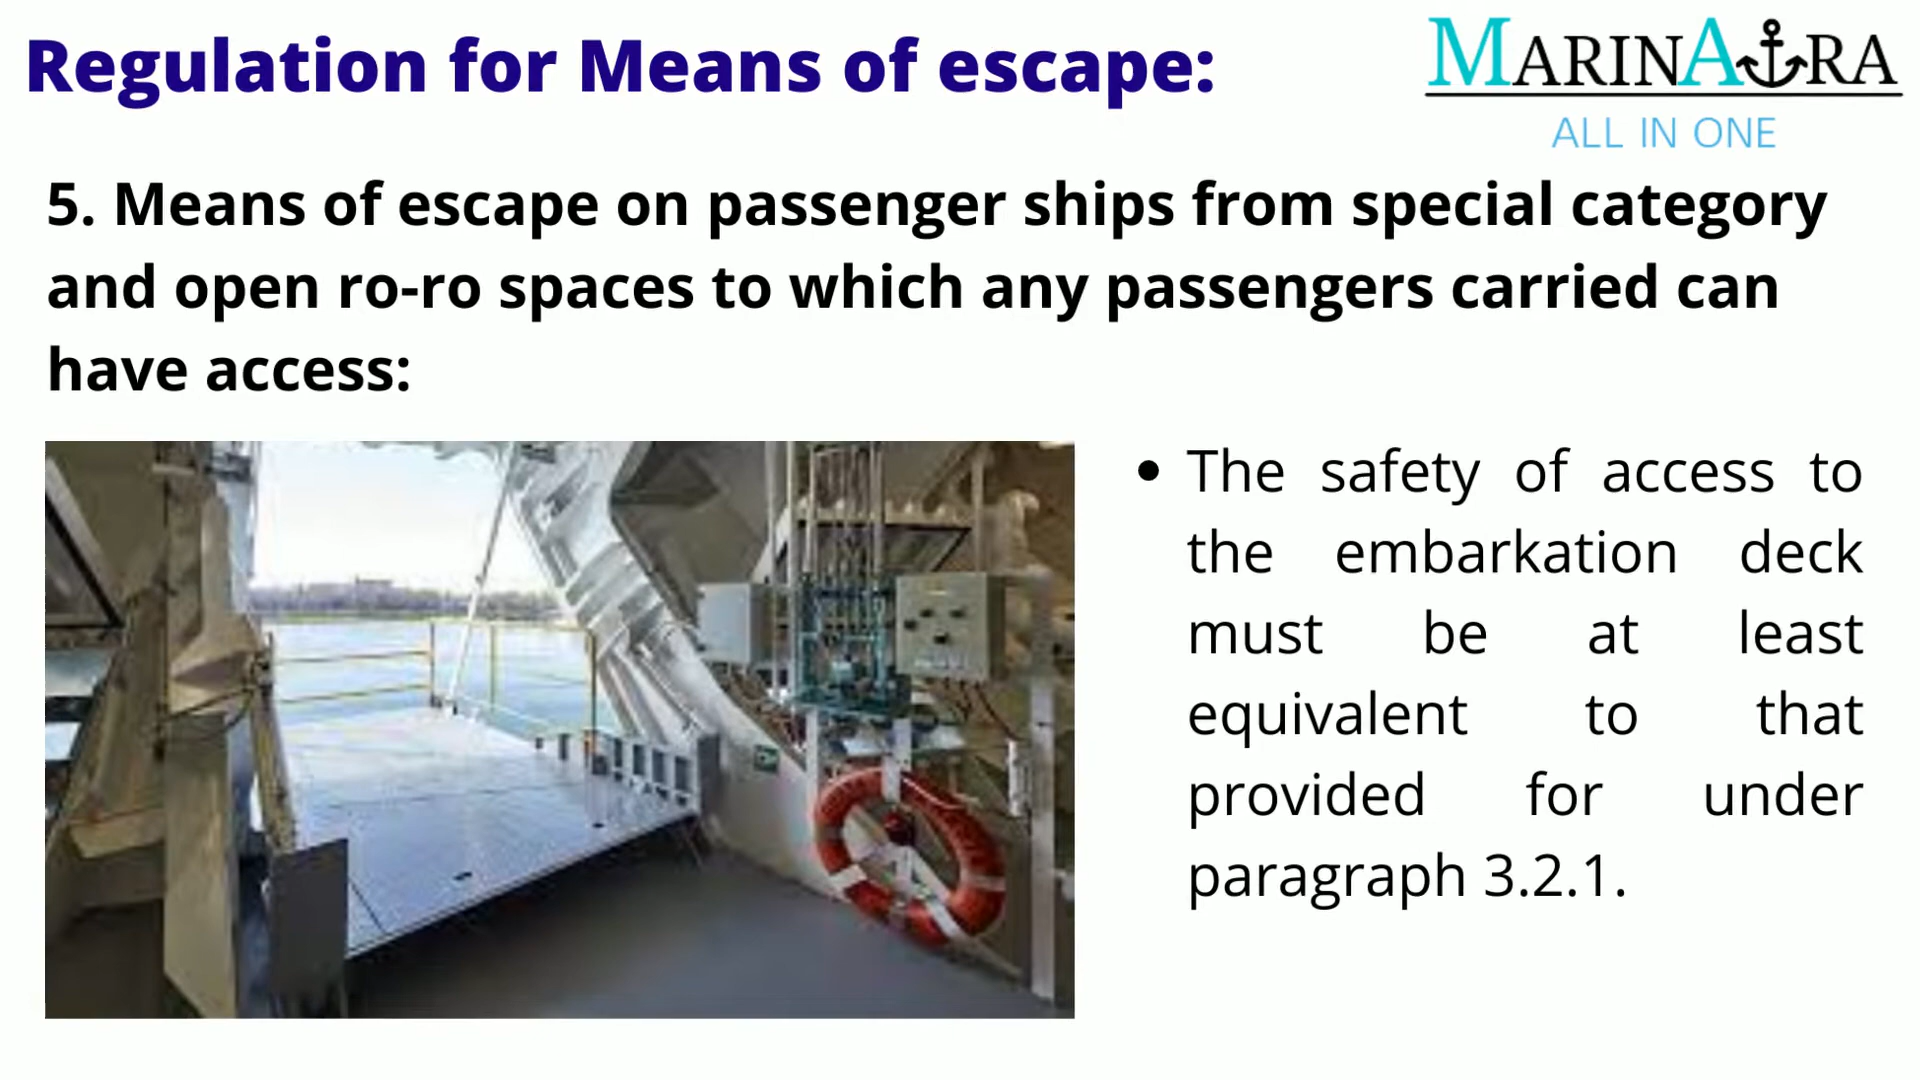 Regulation for Means of escape:
MARINAURA
ALL IN ONE
5. Means of escape on passenger ships from special category
and open ro-ro spaces to which any passengers carried can
have access:
• The safety of access to
the embarkation deck
must be at least
equivalent to that
provided for under
paragraph 3.2.1.